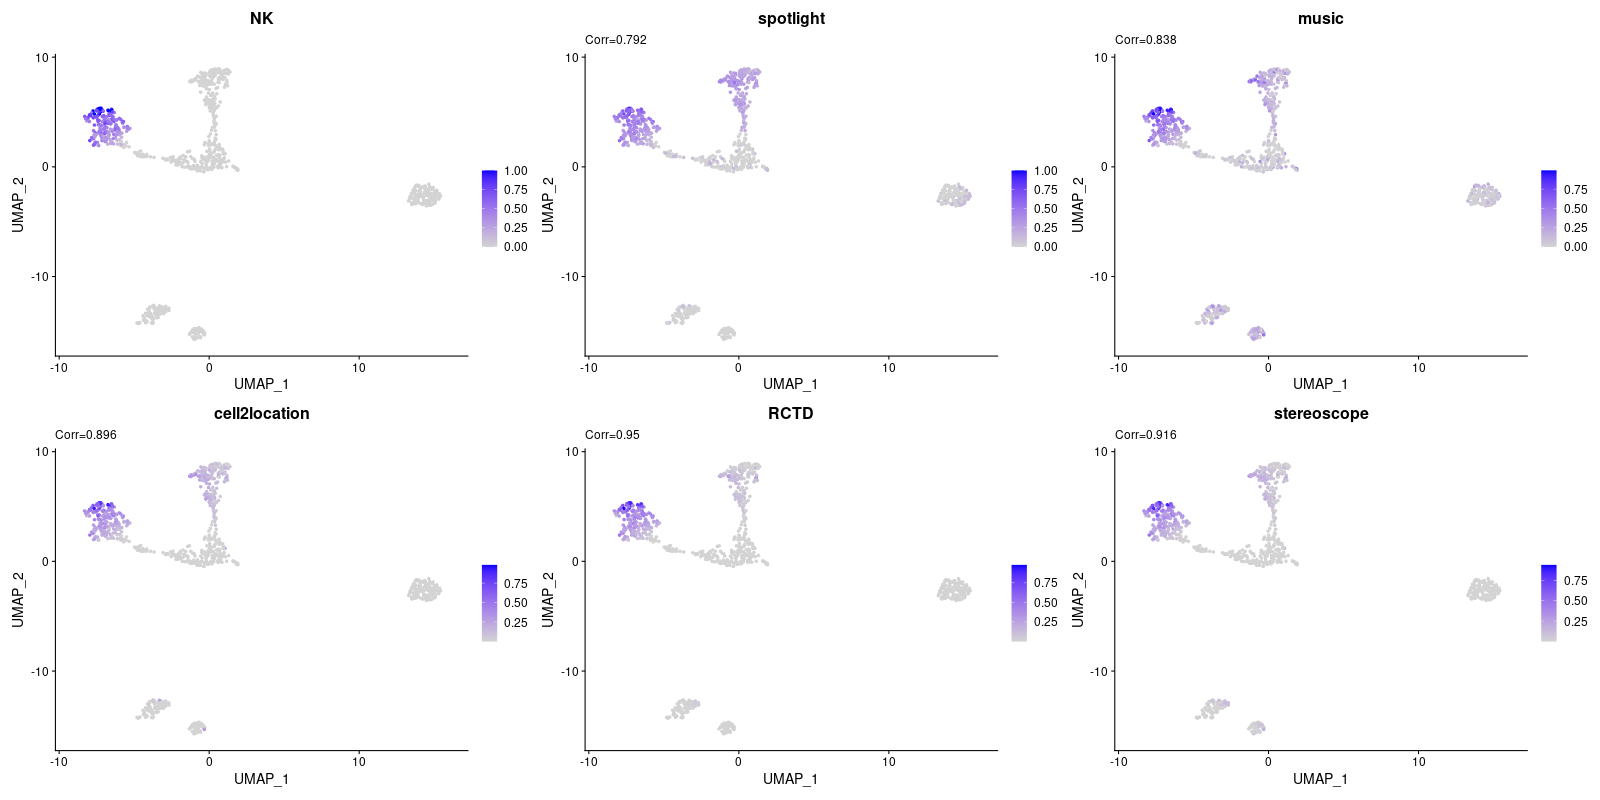 NK
10
0
-10
-10
0
10
UMAP_1
UMAP_2
1.00
0.75
0.50
0.25
0.00
spotlight
Corr=0.792
10
0
-10
-10
0
10
UMAP_1
UMAP_2
1.00
0.75
0.50
0.25
0.00
music
Corr=0.838
10
0
-10
-10
0
10
UMAP_1
UMAP_2
0.75
0.50
0.25
0.00
cell2location
Corr=0.896
10
0
-10
-10
0
10
UMAP_1
UMAP_2
0.75
0.50
0.25
RCTD
Corr=0.95
10
0
-10
-10
0
10
UMAP_1
UMAP_2
0.75
0.50
0.25
stereoscope
Corr=0.916
10
0
-10
-10
0
10
UMAP_1
UMAP_2
0.75
0.50
0.25